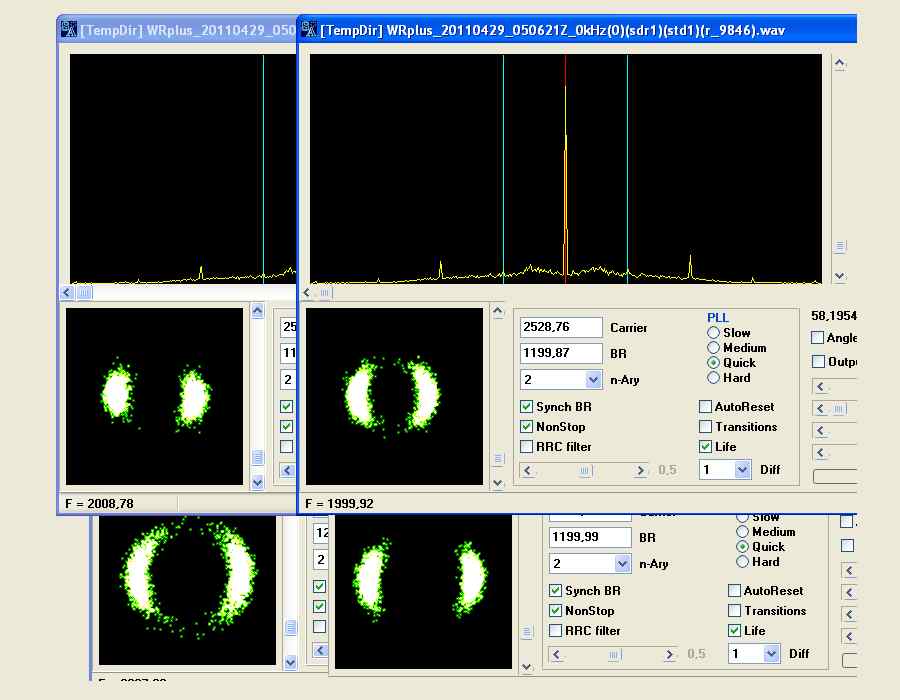 [TempDir] WRplus_20110429_050
[TempDir] WRplus_20110429_050621Z_0kHz(0)(sdr1)(std1)(r_9846).wav
25
11
2
F = 2008,78
2528,76 Carrier
1199,87 BR
2 n-Ary
Synch BR
NonStop
RRC filter
0,5
PLL
Slow
Medium
Quick
Hard
AutoReset
Transitions
Life
1 Diff
58,1954
Angle
Outpu
F = 1999,92
12
2
1199,99 BR
2 n-Ary
Synch BR
NonStop
RRC filter
0,5
Slow
Medium
Quick
Hard
AutoReset
Transitions
Life
1 Diff